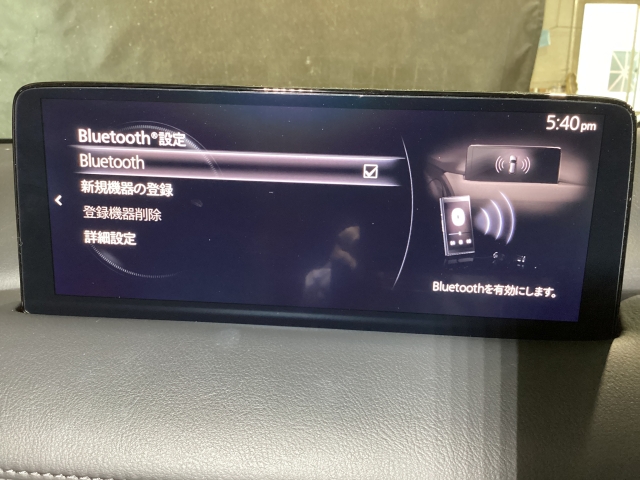 5:40pm
Bluetooth®設定
Bluetooth
新規機器の登録
登録機器削除
詳細設定
Bluetoothを有効にします。